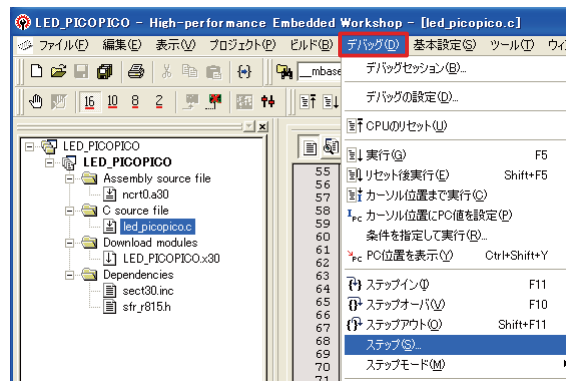 LED_PICOPICO - High-performance Embedded Workshop - [led_picopico.c]
ファイル(F) 編集(E) 表示(V) プロジェクト(P) ビルド(B) デバッグ(D) 基本設定(S) ツール(T)
__mbase
16 10 8 2
LED_PICOPICO
LED_PICOPICO
Assembly source file
ncrt0.a30
C source file
led_picopico.c
Download modules
LED_PICOPICO.x30
Dependencies
sect30.inc
sfr_r815.h
55
56
57
58
59
60
61
62
63
64
65
66
67
68
69
70
71
デバッグセッション(B)...
デバッグの設定(D)...
CPUのリセット(U)
実行(G) F5
リセット後実行(E) Shift+F5
カーソル位置まで実行(C)
カーソル位置にPC値を設定(P)
条件を指定して実行(R)...
PC位置を表示(Y) Ctrl+Shift+Y
ステップイン(I) F11
ステップオーバ(V) F10
ステップアウト(O) Shift+F11
ステップ(S)...
ステップモード(M)